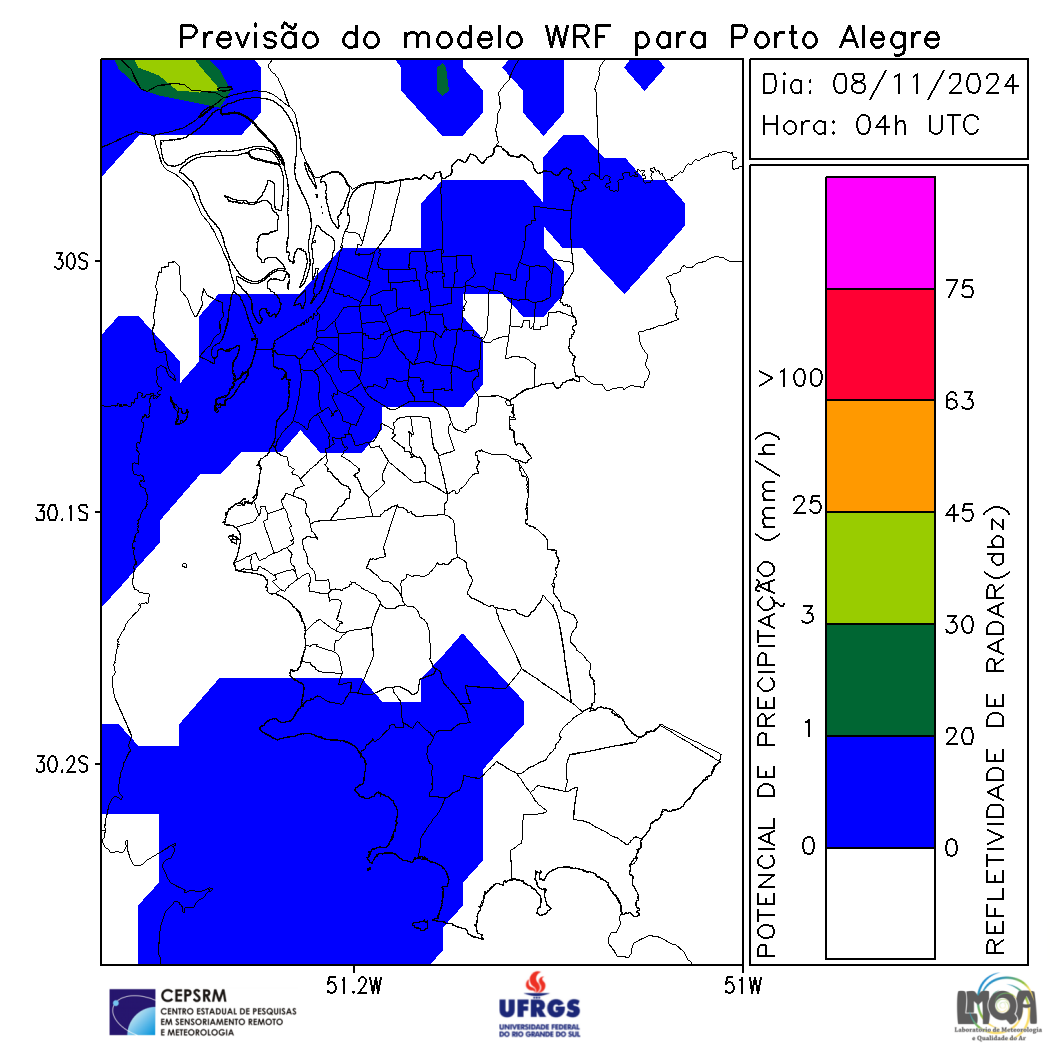 Previsão do modelo WRF para Porto Alegre
Dia: 08/11/2024
Hora: 04h UTC
30S
30.1S
30.2S
51.2W
51W
POTENCIAL DE PRECIPITAÇÃO (mm/h)
>100
25
3
1
0
75
63
45
30
20
0
REFLETIVIDADE DE RADAR(dbz)
CEPSRM
CENTRO ESTADUAL DE PESQUISAS
EM SENSORIAMENTO REMOTO
E METEOROLOGIA
UFRGS
UNIVERSIDADE FEDERAL
DO RIO GRANDE DO SUL
LMQA
Laboratório de Meteorologia
e Qualidade do Ar